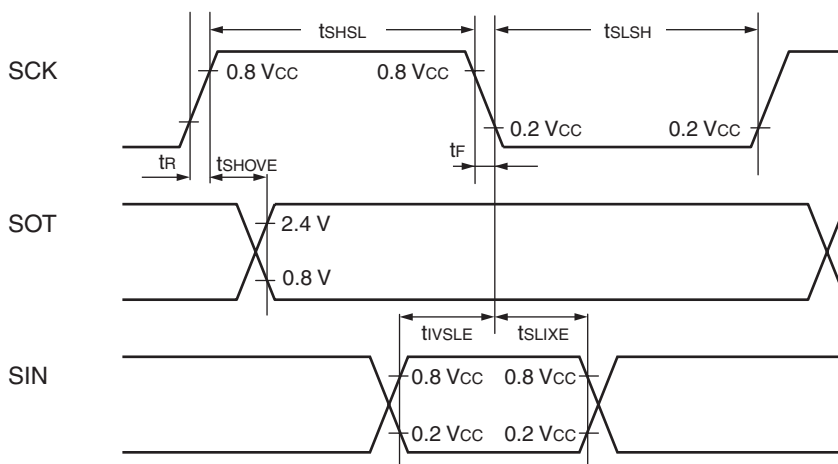 tSHSL tSLSH
SCK 0.8 VCC 0.8 VCC
0.2 VCC 0.2 VCC
tR tSHOVE tF
SOT 2.4 V
0.8 V
tIVSLE tSLIXE
SIN 0.8 VCC 0.8 VCC
0.2 VCC 0.2 VCC